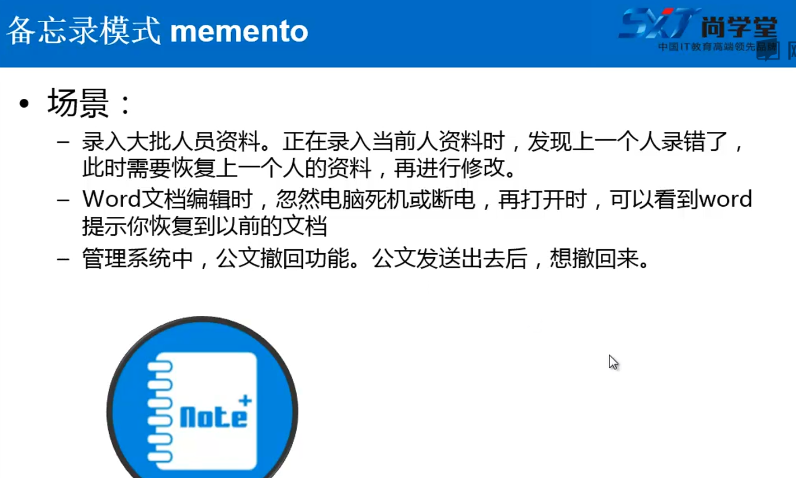 备忘录模式 memento
SXT 尚学堂
中国IT教育高端领先品牌
• 场景：
– 录入大批人员资料。正在录入当前人资料时，发现上一个人录错了，
此时需要恢复上一个人的资料，再进行修改。
– Word文档编辑时，忽然电脑死机或断电，再打开时，可以看到word
提示你恢复到以前的文档
– 管理系统中，公文撤回功能。公文发送出去后，想撤回来。
Note+